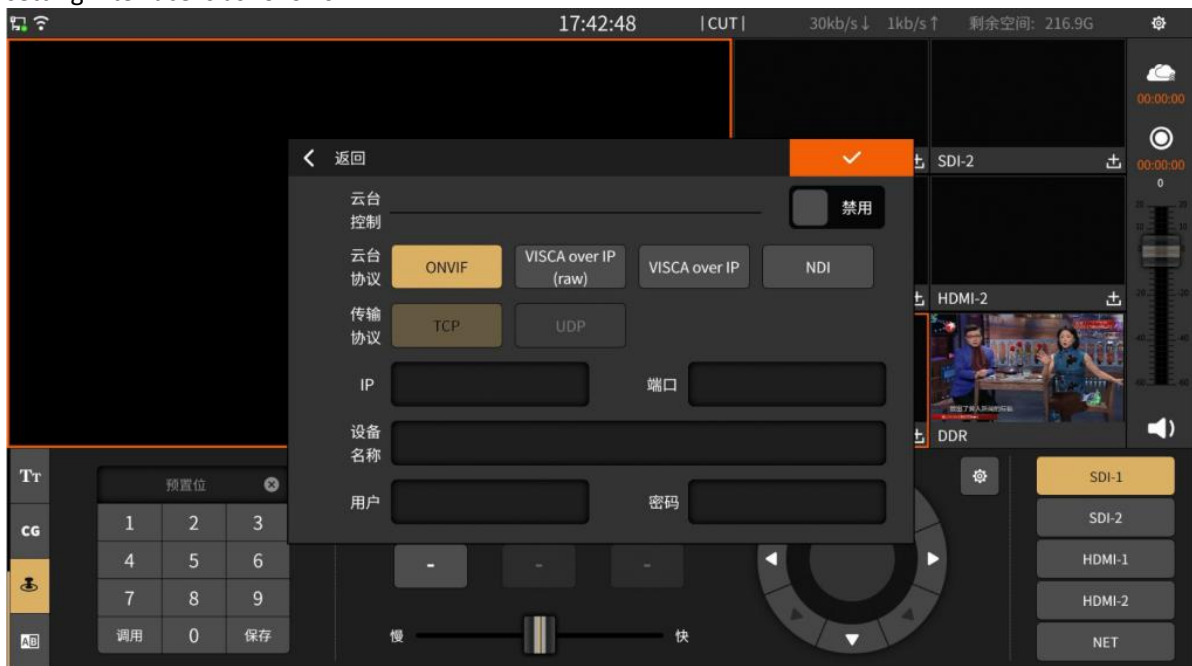 17:42:48 |CUT| 30kb/s↓ 1kb/s↑ 剩余空间: 216.9G
00:00:00
00:00:00
0
SDI-2
HDMI-2
DDR
返回
云台
控制
禁用
云台
协议
ONVIF
VISCA over IP
(raw)
VISCA over IP
NDI
传输
协议
TCP
UDP
IP
端口
设备
名称
用户
密码
Tт
CG
AB
预置位
1 2 3
4 5 6
7 8 9
调用 0 保存
- - -
慢 快
SDI-1
SDI-2
HDMI-1
HDMI-2
NET